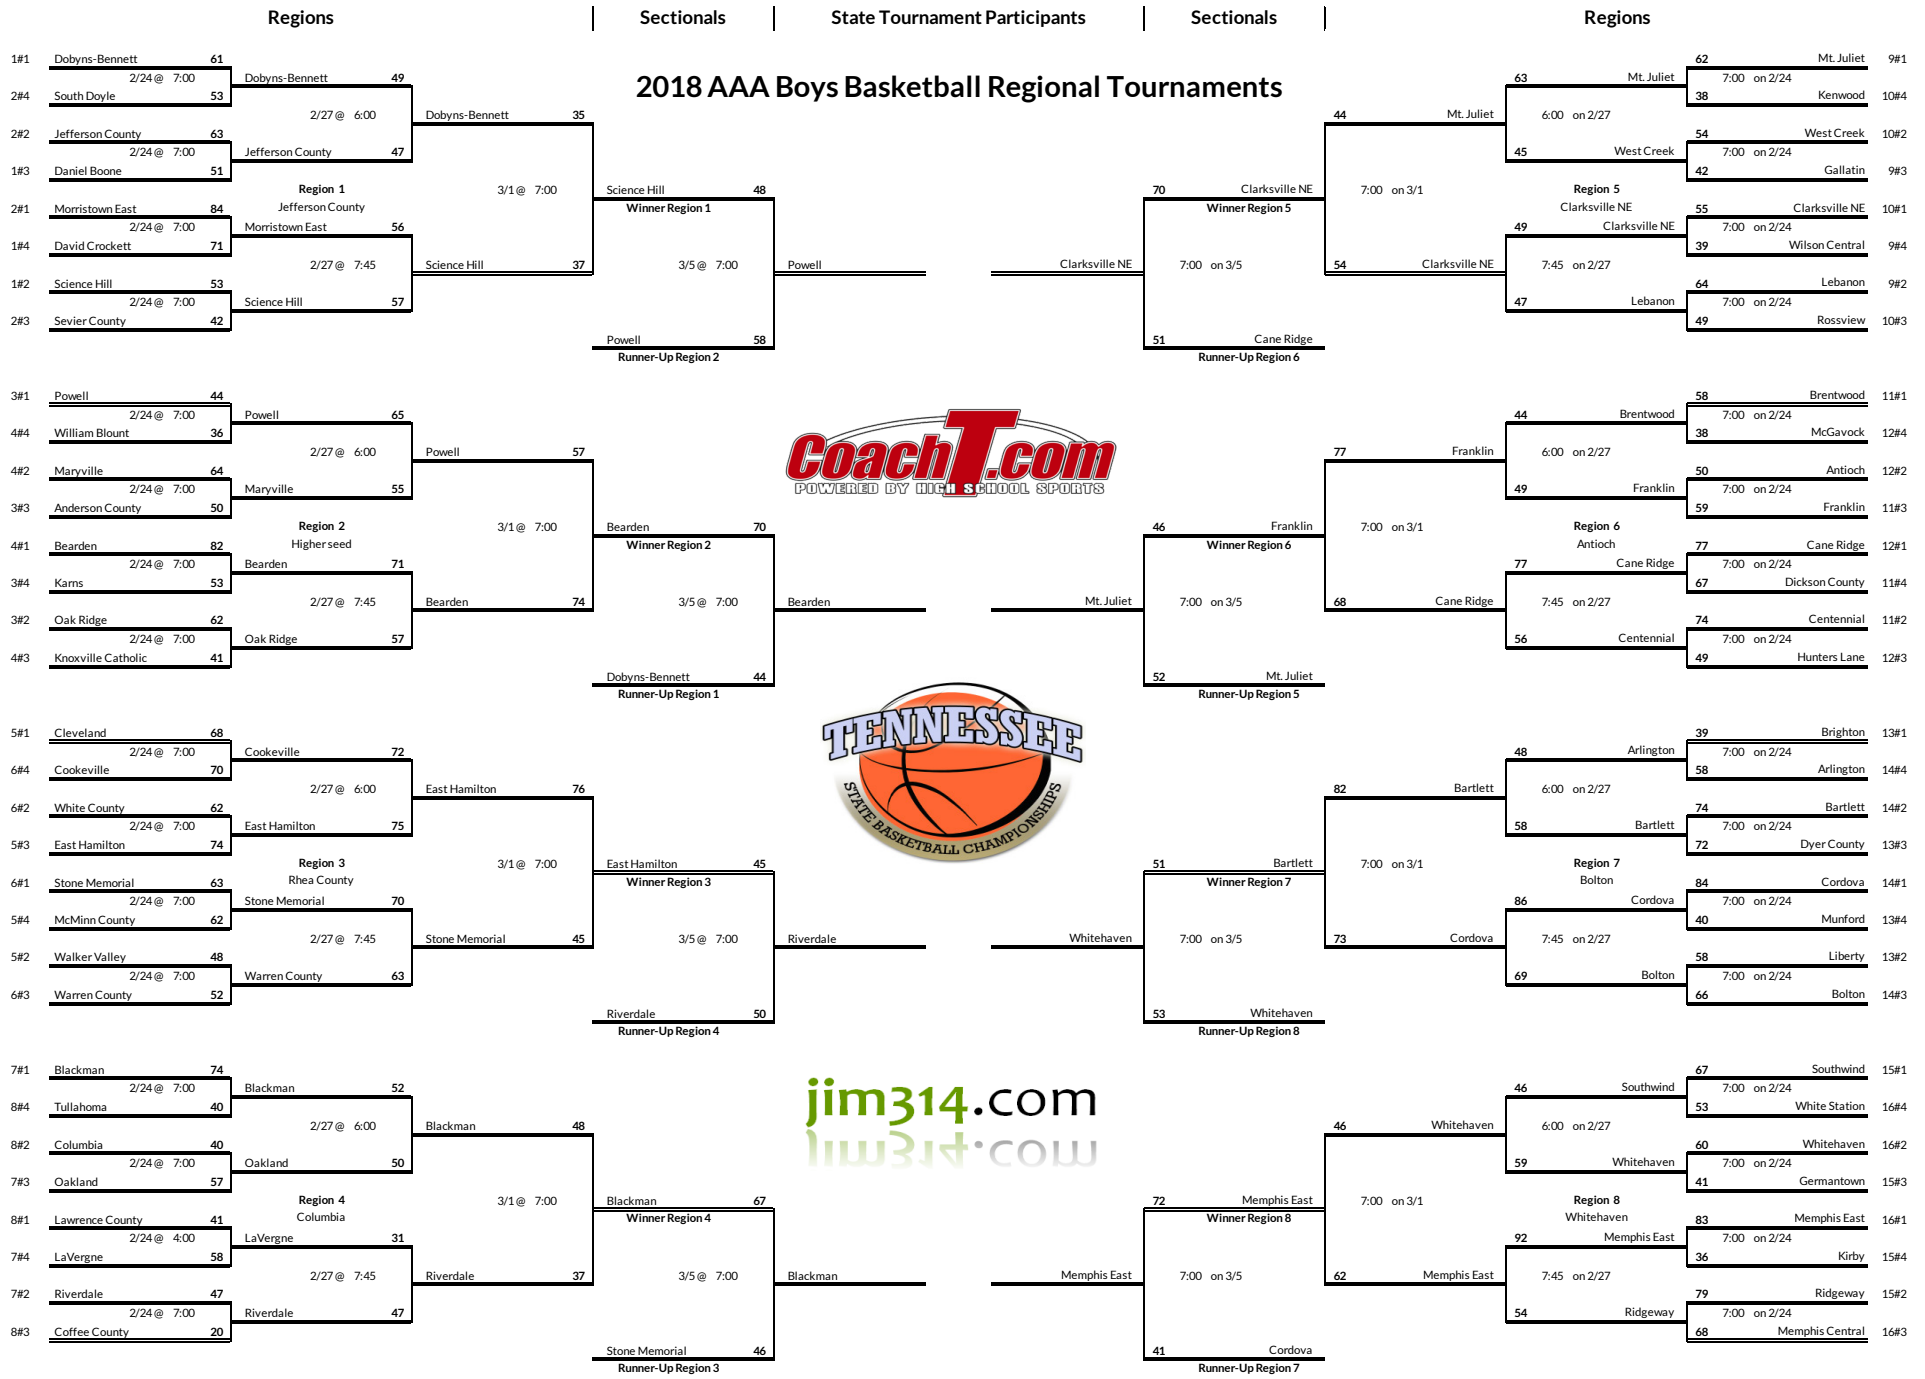 Regions
Sectionals
State Tournament Participants
Sectionals
Regions
2018 AAA Boys Basketball Regional Tournaments
1#1 Dobyns-Bennett 61
2/24 @ 7:00
2#4 South Doyle 53
Dobyns-Bennett 49
2/27 @ 6:00
2#2 Jefferson County 63
2/24 @ 7:00
1#3 Daniel Boone 51
Jefferson County 47
Region 1
Jefferson County
2#1 Morristown East 84
2/24 @ 7:00
1#4 David Crockett 71
Morristown East 56
2/27 @ 7:45
1#2 Science Hill 53
2/24 @ 7:00
2#3 Sevier County 42
Science Hill 57
Dobyns-Bennett 35
3/1 @ 7:00
Science Hill 37
Science Hill 48
Winner Region 1
3/5 @ 7:00
Powell 58
Runner-Up Region 2
Powell
3#1 Powell 44
2/24 @ 7:00
4#4 William Blount 36
Powell 65
2/27 @ 6:00
4#2 Maryville 64
2/24 @ 7:00
3#3 Anderson County 50
Maryville 55
Region 2
Higher seed
4#1 Bearden 82
2/24 @ 7:00
3#4 Karns 53
Bearden 71
2/27 @ 7:45
3#2 Oak Ridge 62
2/24 @ 7:00
4#3 Knoxville Catholic 41
Oak Ridge 57
Powell 57
3/1 @ 7:00
Bearden 74
Bearden 70
Winner Region 2
3/5 @ 7:00
Dobyns-Bennett 44
Runner-Up Region 1
Bearden
5#1 Cleveland 68
2/24 @ 7:00
6#4 Cookeville 70
Cookeville 72
2/27 @ 6:00
6#2 White County 62
2/24 @ 7:00
5#3 East Hamilton 74
East Hamilton 75
Region 3
Rhea County
6#1 Stone Memorial 63
2/24 @ 7:00
5#4 McMinn County 62
Stone Memorial 70
2/27 @ 7:45
5#2 Walker Valley 48
2/24 @ 7:00
6#3 Warren County 52
Warren County 63
East Hamilton 76
3/1 @ 7:00
Stone Memorial 45
East Hamilton 45
Winner Region 3
3/5 @ 7:00
Riverdale 50
Runner-Up Region 4
Riverdale
7#1 Blackman 74
2/24 @ 7:00
8#4 Tullahoma 40
Blackman 52
2/27 @ 6:00
8#2 Columbia 40
2/24 @ 7:00
7#3 Oakland 57
Oakland 50
Region 4
Columbia
8#1 Lawrence County 41
2/24 @ 4:00
7#4 LaVergne 58
LaVergne 31
2/27 @ 7:45
7#2 Riverdale 47
2/24 @ 7:00
8#3 Coffee County 20
Riverdale 47
Blackman 48
3/1 @ 7:00
Riverdale 37
Blackman 67
Winner Region 4
3/5 @ 7:00
Stone Memorial 46
Runner-Up Region 3
Blackman
CoachT.com
POWERED BY HIGH SCHOOL SPORTS
TENNESSEE
STATE BASKETBALL CHAMPIONSHIPS
jim314.com
Clarksville NE
70 Clarksville NE
Winner Region 5
7:00 on 3/5
51 Cane Ridge
Runner-Up Region 6
44 Mt. Juliet
7:00 on 3/1
54 Clarksville NE
63 Mt. Juliet
6:00 on 2/27
45 West Creek
Region 5
Clarksville NE
49 Clarksville NE
7:45 on 2/27
47 Lebanon
62 Mt. Juliet 9#1
7:00 on 2/24
38 Kenwood 10#4
54 West Creek 10#2
7:00 on 2/24
42 Gallatin 9#3
55 Clarksville NE 10#1
7:00 on 2/24
39 Wilson Central 9#4
64 Lebanon 9#2
7:00 on 2/24
49 Rossview 10#3
Mt. Juliet
46 Franklin
Winner Region 6
7:00 on 3/5
52 Mt. Juliet
Runner-Up Region 5
77 Franklin
7:00 on 3/1
68 Cane Ridge
44 Brentwood
6:00 on 2/27
49 Franklin
Region 6
Antioch
77 Cane Ridge
7:45 on 2/27
56 Centennial
58 Brentwood 11#1
7:00 on 2/24
38 McGavock 12#4
50 Antioch 12#2
7:00 on 2/24
59 Franklin 11#3
77 Cane Ridge 12#1
7:00 on 2/24
67 Dickson County 11#4
74 Centennial 11#2
7:00 on 2/24
49 Hunters Lane 12#3
Whitehaven
51 Bartlett
Winner Region 7
7:00 on 3/5
53 Whitehaven
Runner-Up Region 8
82 Bartlett
7:00 on 3/1
73 Cordova
48 Arlington
6:00 on 2/27
58 Bartlett
Region 7
Bolton
86 Cordova
7:45 on 2/27
69 Bolton
39 Brighton 13#1
7:00 on 2/24
58 Arlington 14#4
74 Bartlett 14#2
7:00 on 2/24
72 Dyer County 13#3
84 Cordova 14#1
7:00 on 2/24
40 Munford 13#4
58 Liberty 13#2
7:00 on 2/24
66 Bolton 14#3
Memphis East
72 Memphis East
Winner Region 8
7:00 on 3/5
41 Cordova
Runner-Up Region 7
46 Whitehaven
7:00 on 3/1
62 Memphis East
46 Southwind
6:00 on 2/27
59 Whitehaven
Region 8
Whitehaven
92 Memphis East
7:45 on 2/27
54 Ridgeway
67 Southwind 15#1
7:00 on 2/24
53 White Station 16#4
60 Whitehaven 16#2
7:00 on 2/24
41 Germantown 15#3
83 Memphis East 16#1
7:00 on 2/24
36 Kirby 15#4
79 Ridgeway 15#2
7:00 on 2/24
68 Memphis Central 16#3